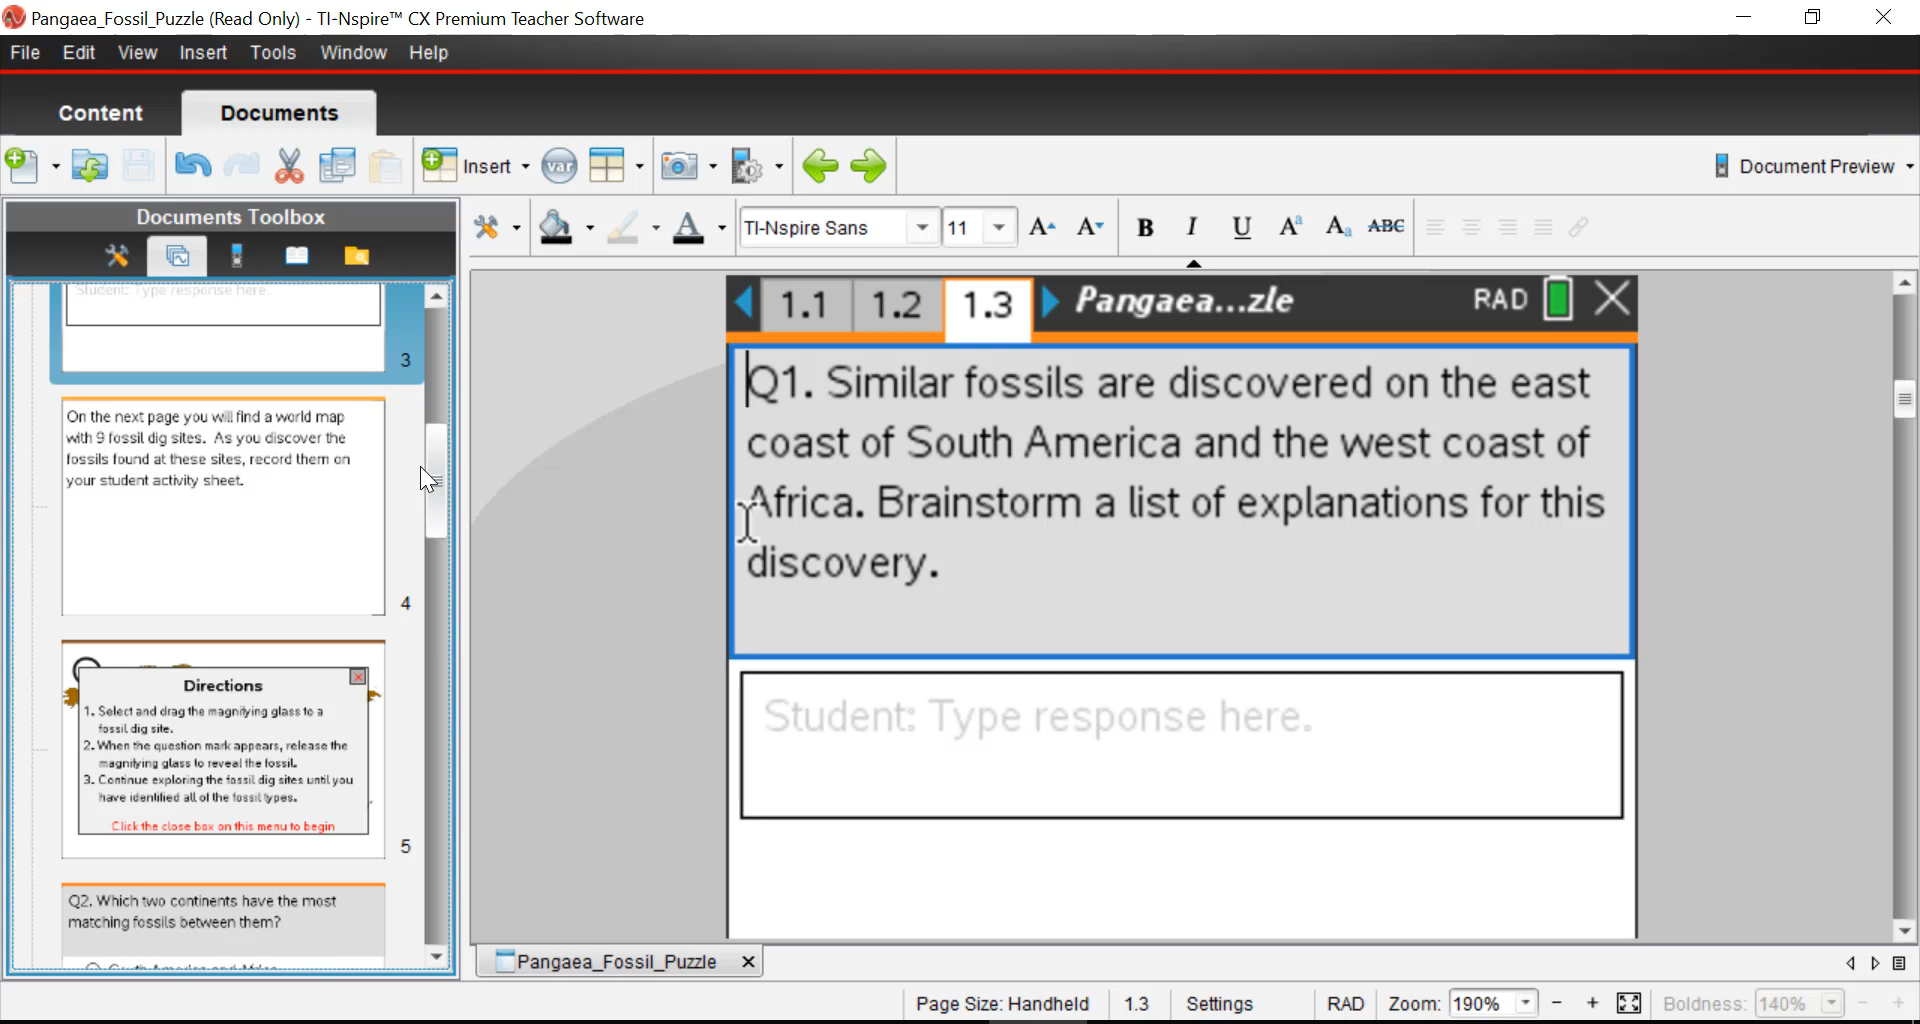 Pangaea_Fossil_Puzzle (Read Only) - TI-Nspire™ CX Premium Teacher Software
File Edit View Insert Tools Window Help
Content Documents
Insert var Document Preview
Documents Toolbox
TI-Nspire Sans 11 B I U ABC
Student: Type response here.
3
On the next page you will find a world map
with 9 fossil dig sites. As you discover the
fossils found at these sites, record them on
your student activity sheet.
4
Directions
1. Select and drag the magnifying glass to a
fossil dig site.
2. When the question mark appears, release the
magnifying glass to reveal the fossil.
3. Continue exploring the fossil dig sites until you
have identified all of the fossil types.
Click the close box on this menu to begin
5
Q2. Which two continents have the most
matching fossils between them?
1.1 1.2 1.3 Pangaea...zle RAD
Q1. Similar fossils are discovered on the east
coast of South America and the west coast of
Africa. Brainstorm a list of explanations for this
discovery.
Student: Type response here.
Pangaea_Fossil_Puzzle
Page Size: Handheld 1.3 Settings RAD Zoom: 190% Boldness: 140%